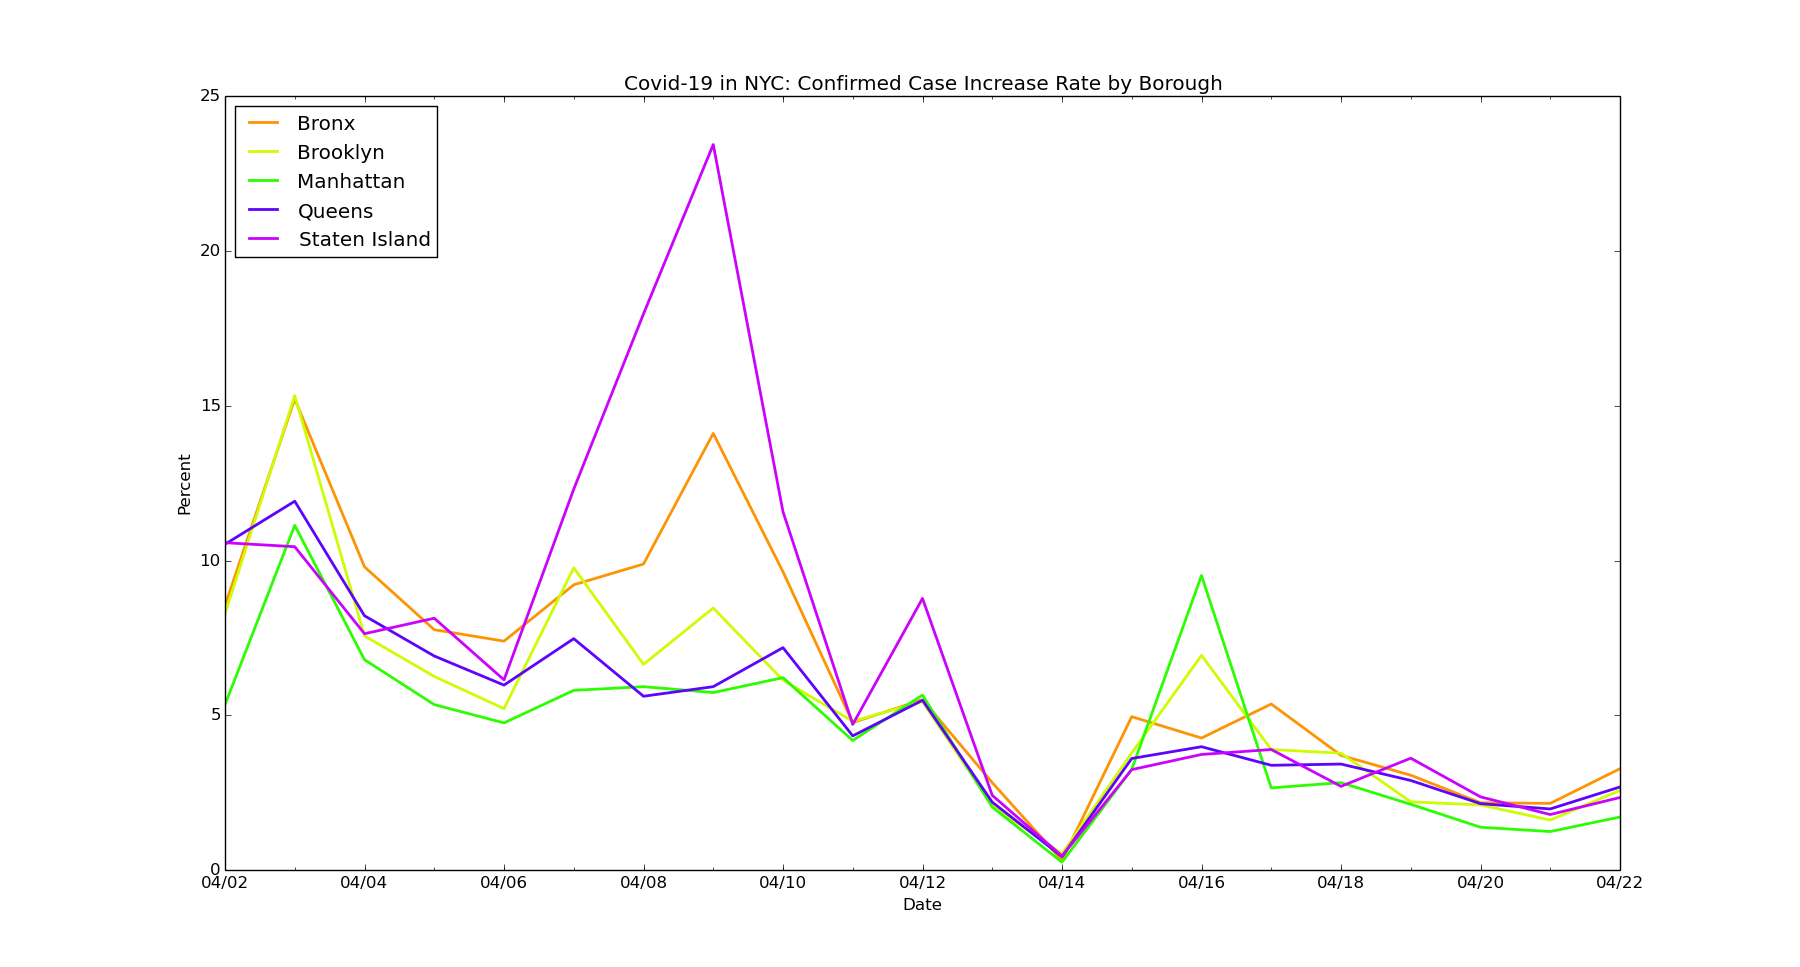 Covid-19 in NYC: Confirmed Case Increase Rate by Borough
25
20
15
10
5
0
Percent
Bronx
Brooklyn
Manhattan
Queens
Staten Island
04/02 04/04 04/06 04/08 04/10 04/12 04/14 04/16 04/18 04/20 04/22
Date